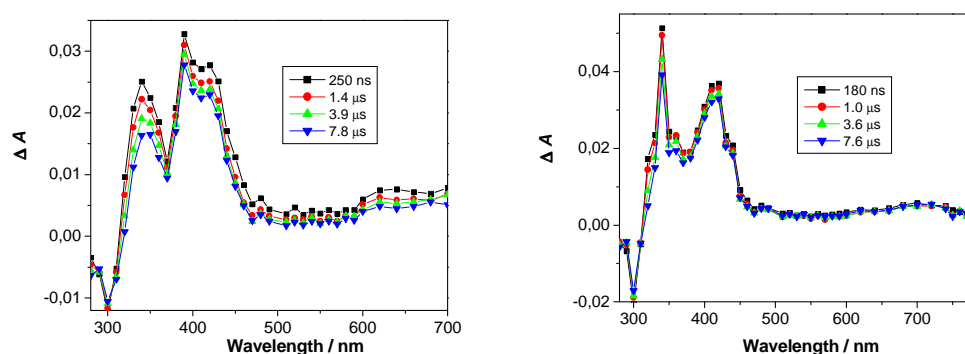 0,03
0,02
0,01
0,00
-0,01
Δ A
250 ns
1.4 μs
3.9 μs
7.8 μs
300 400 500 600 700
Wavelength / nm
0,04
0,02
0,00
-0,02
Δ A
180 ns
1.0 μs
3.6 μs
7.6 μs
300 400 500 600 700
Wavelength / nm